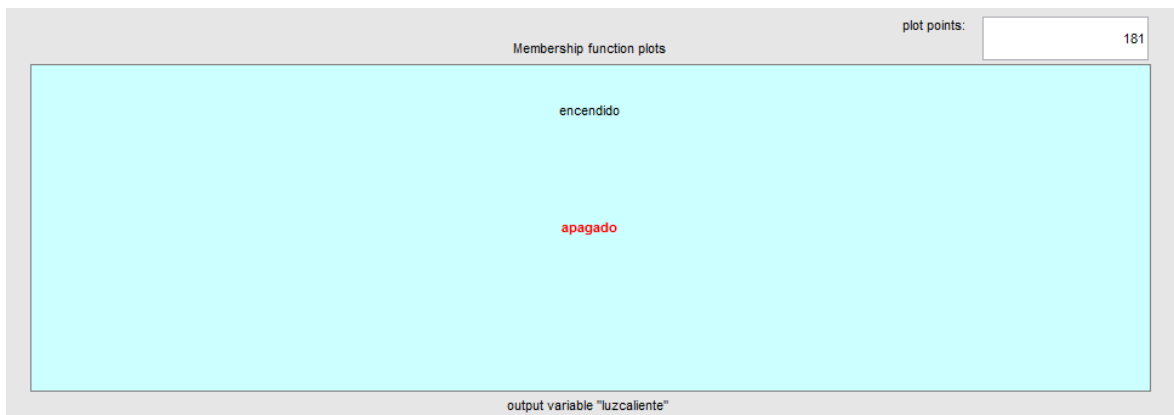 plot points:
181
Membership function plots
encendido
apagado
output variable "luzcaliente"